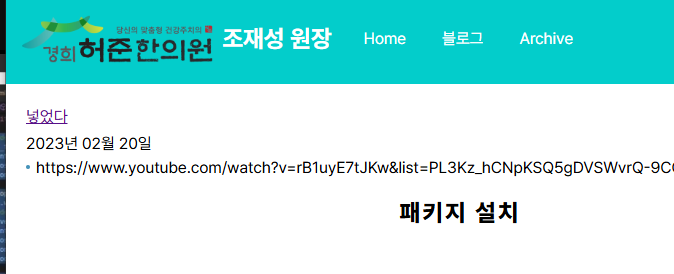 당신의 맞춤형 건강주치의
경희 허준한의원 조재성 원장 Home 블로그 Archive
넣었다
2023년 02월 20일
• https://www.youtube.com/watch?v=rB1uyE7tJKw&list=PL3Kz_hCNpKSQ5gDVSWvrQ-9C
패키지 설치